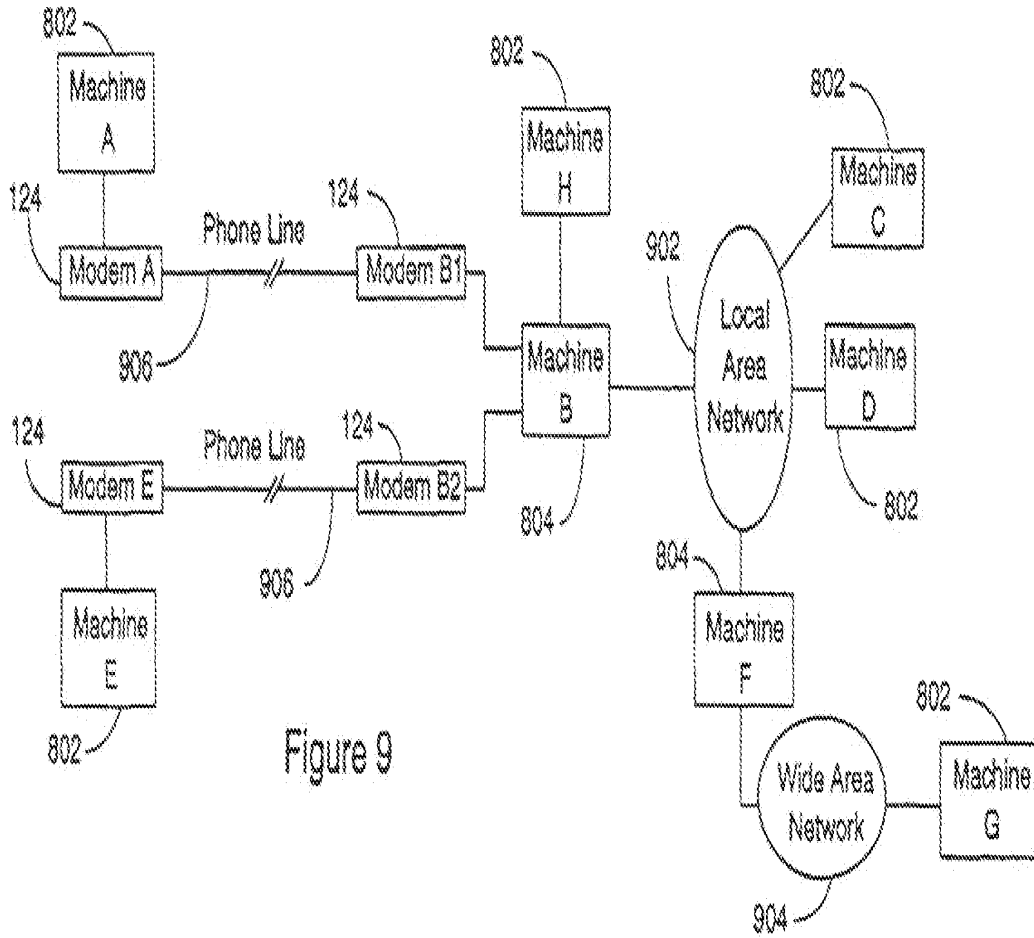 802
Machine
A
124
Modem A
Phone Line
906
124
Modem B1
802
Machine
H
802
Machine
C
902
Local
Area
Network
Machine
B
804
Machine
D
802
124
Modem E
Phone Line
906
124
Modem B2
Machine
E
802
804
Machine
F
802
Machine
G
Wide Area
Network
904
Figure 9